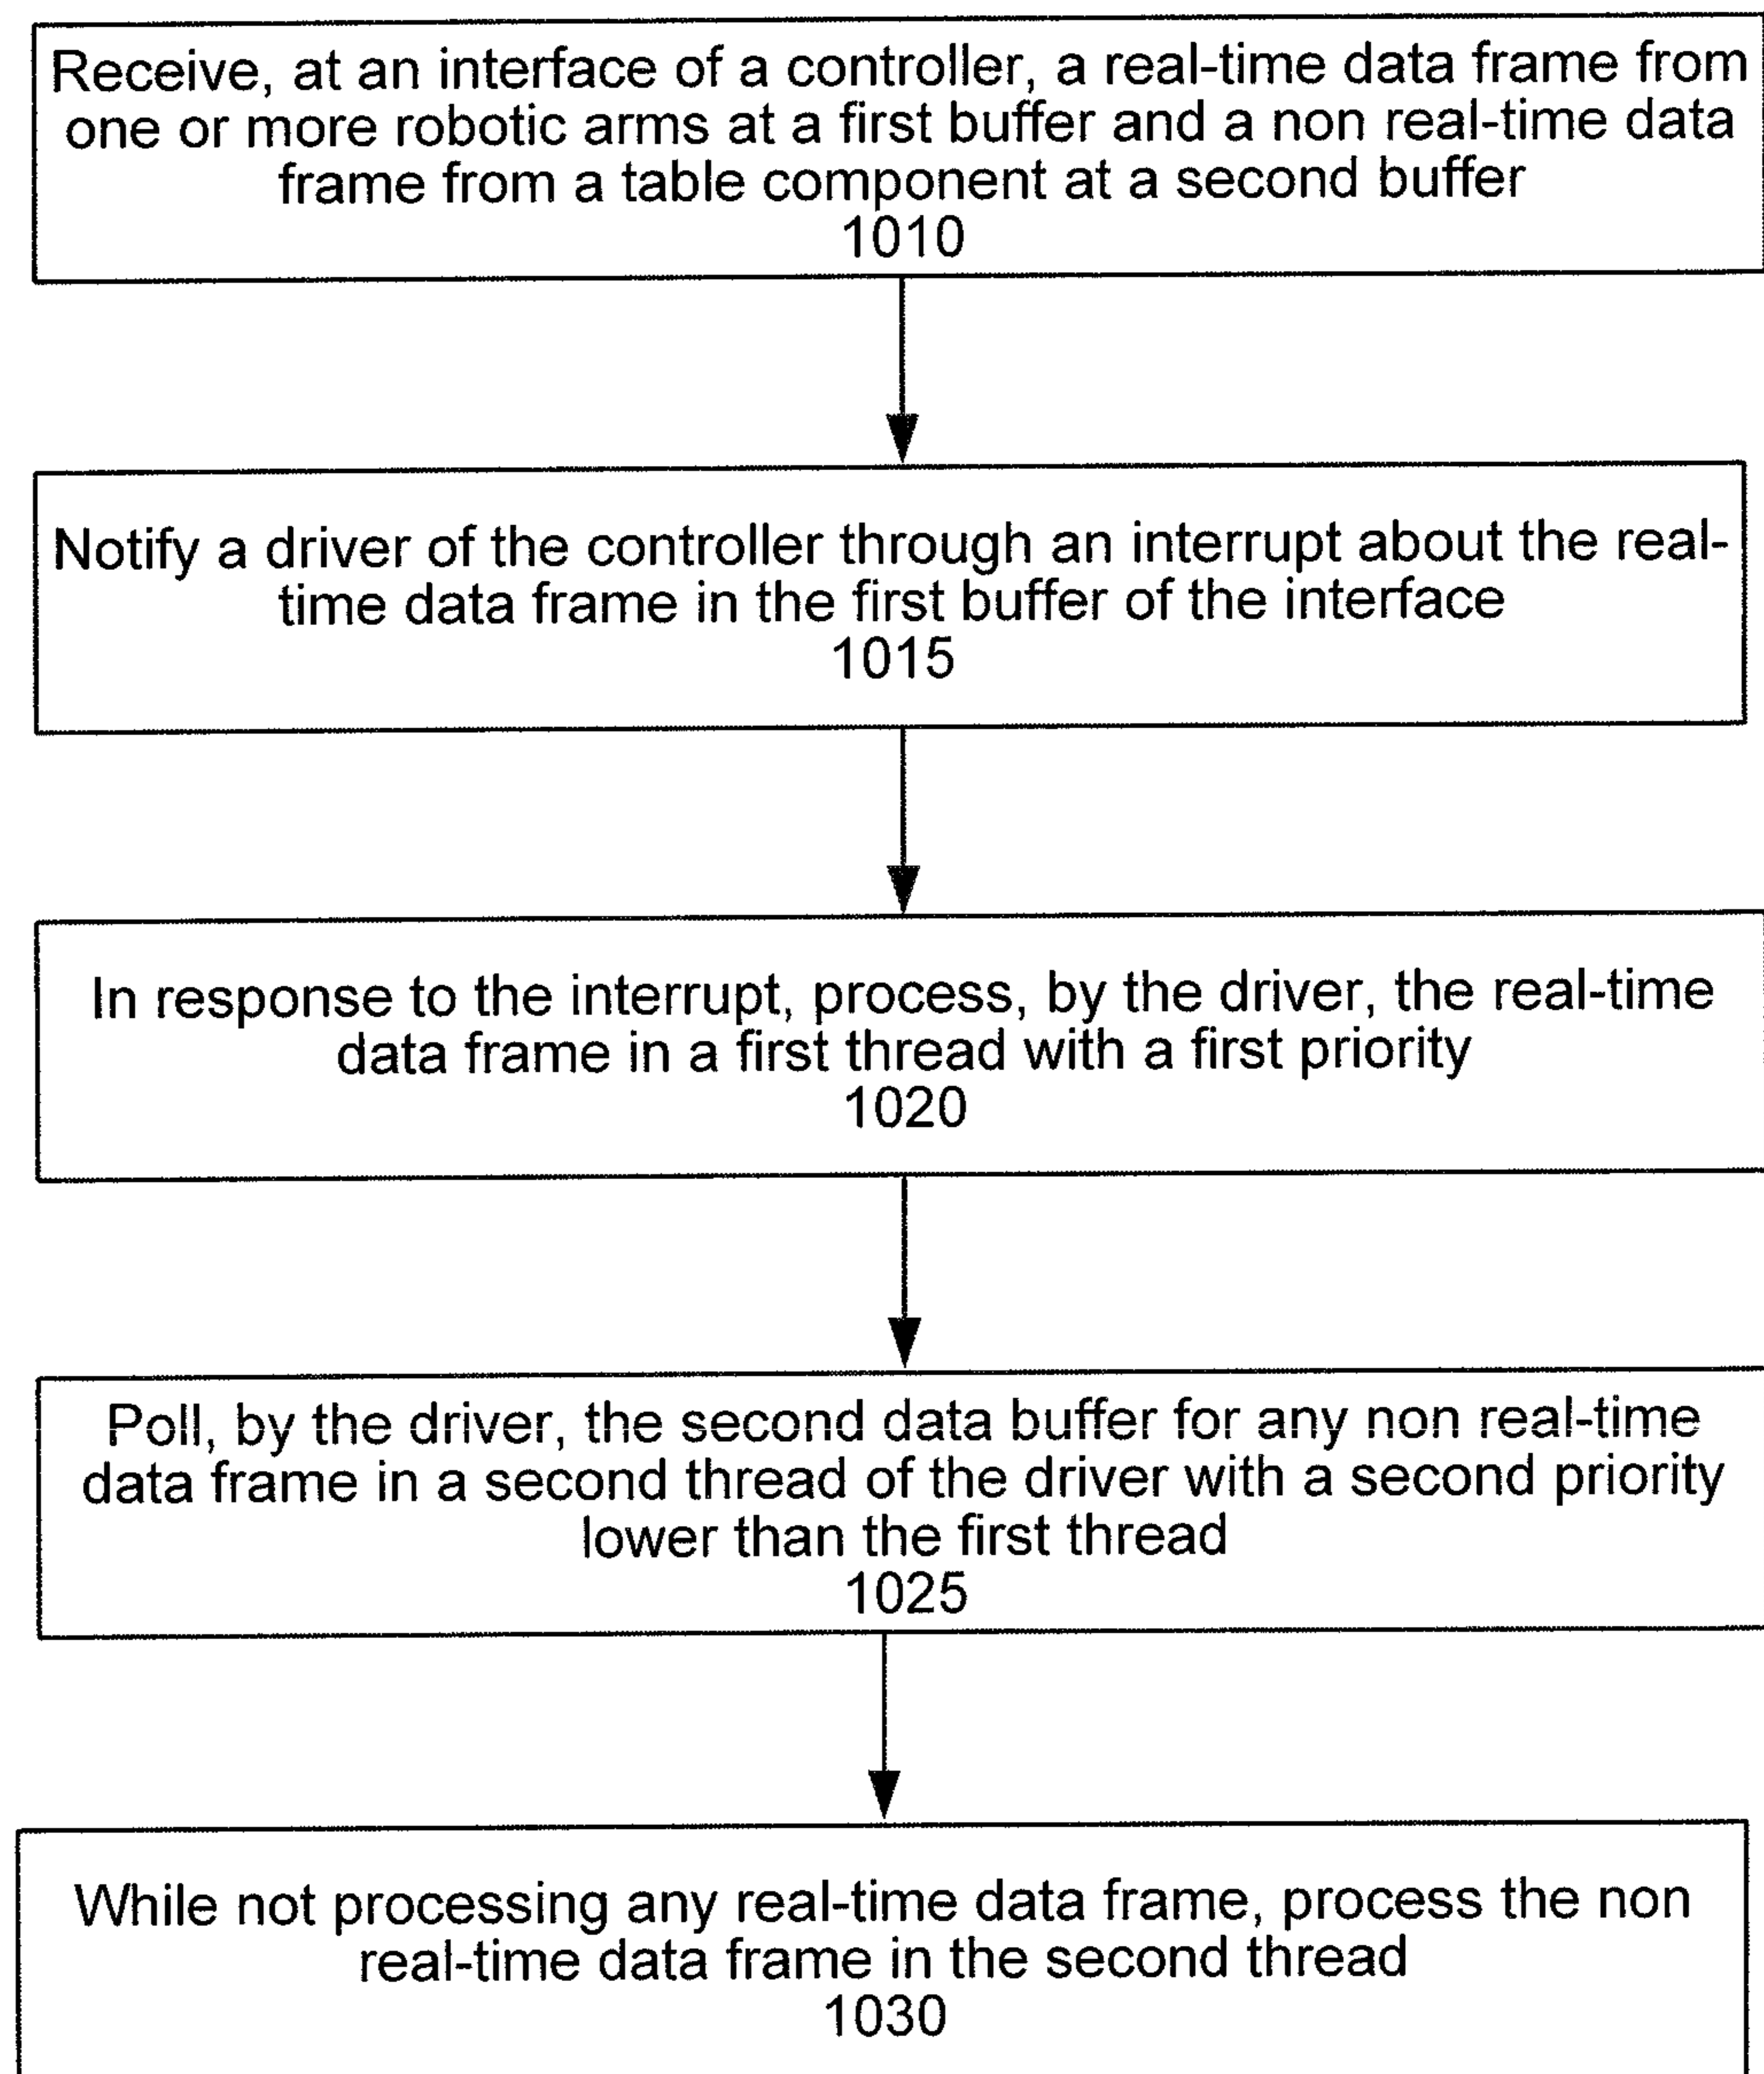 Receive, at an interface of a controller, a real-time data frame from
one or more robotic arms at a first buffer and a non real-time data
frame from a table component at a second buffer
1010
Notify a driver of the controller through an interrupt about the real-
time data frame in the first buffer of the interface
1015
In response to the interrupt, process, by the driver, the real-time
data frame in a first thread with a first priority
1020
Poll, by the driver, the second data buffer for any non real-time
data frame in a second thread of the driver with a second priority
lower than the first thread
1025
While not processing any real-time data frame, process the non
real-time data frame in the second thread
1030